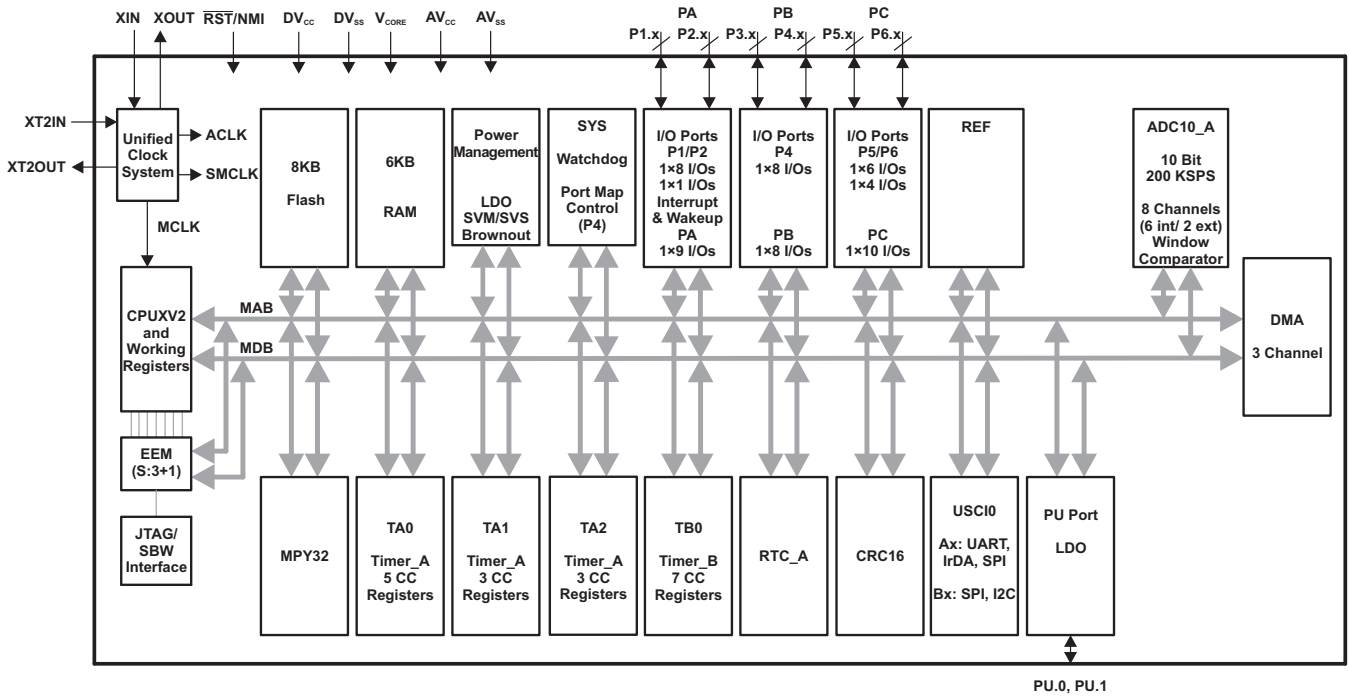 XIN XOUT RST/NMI DVCC DVSS VCORE AVCC AVSS
PA PB PC
P1.x P2.x P3.x P4.x P5.x P6.x
XT2IN
XT2OUT
Unified
Clock
System
ACLK
SMCLK
MCLK
8KB
Flash
6KB
RAM
Power
Management
LDO
SVM/SVS
Brownout
SYS
Watchdog
Port Map
Control
(P4)
I/O Ports
P1/P2
1×8 I/Os
1×1 I/Os
Interrupt
& Wakeup
PA
1×9 I/Os
I/O Ports
P4
1×8 I/Os
PB
1×8 I/Os
I/O Ports
P5/P6
1×6 I/Os
1×4 I/Os
PC
1×10 I/Os
REF
ADC10_A
10 Bit
200 KSPS
8 Channels
(6 int/ 2 ext)
Window
Comparator
CPUXV2
and
Working
Registers
MAB
MDB
DMA
3 Channel
EEM
(S:3+1)
JTAG/
SBW
Interface
MPY32
TA0
Timer_A
5 CC
Registers
TA1
Timer_A
3 CC
Registers
TA2
Timer_A
3 CC
Registers
TB0
Timer_B
7 CC
Registers
RTC_A
CRC16
USCI0
Ax: UART,
IrDA, SPI
Bx: SPI, I2C
PU Port
LDO
PU.0, PU.1